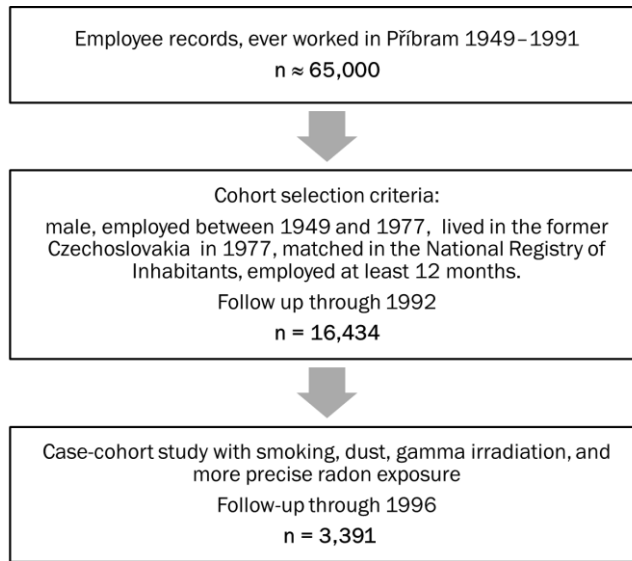 Employee records, ever worked in Příbram 1949–1991
n ≈ 65,000
Cohort selection criteria:
male, employed between 1949 and 1977, lived in the former
Czechoslovakia in 1977, matched in the National Registry of
Inhabitants, employed at least 12 months.
Follow up through 1992
n = 16,434
Case-cohort study with smoking, dust, gamma irradiation, and
more precise radon exposure
Follow-up through 1996
n = 3,391